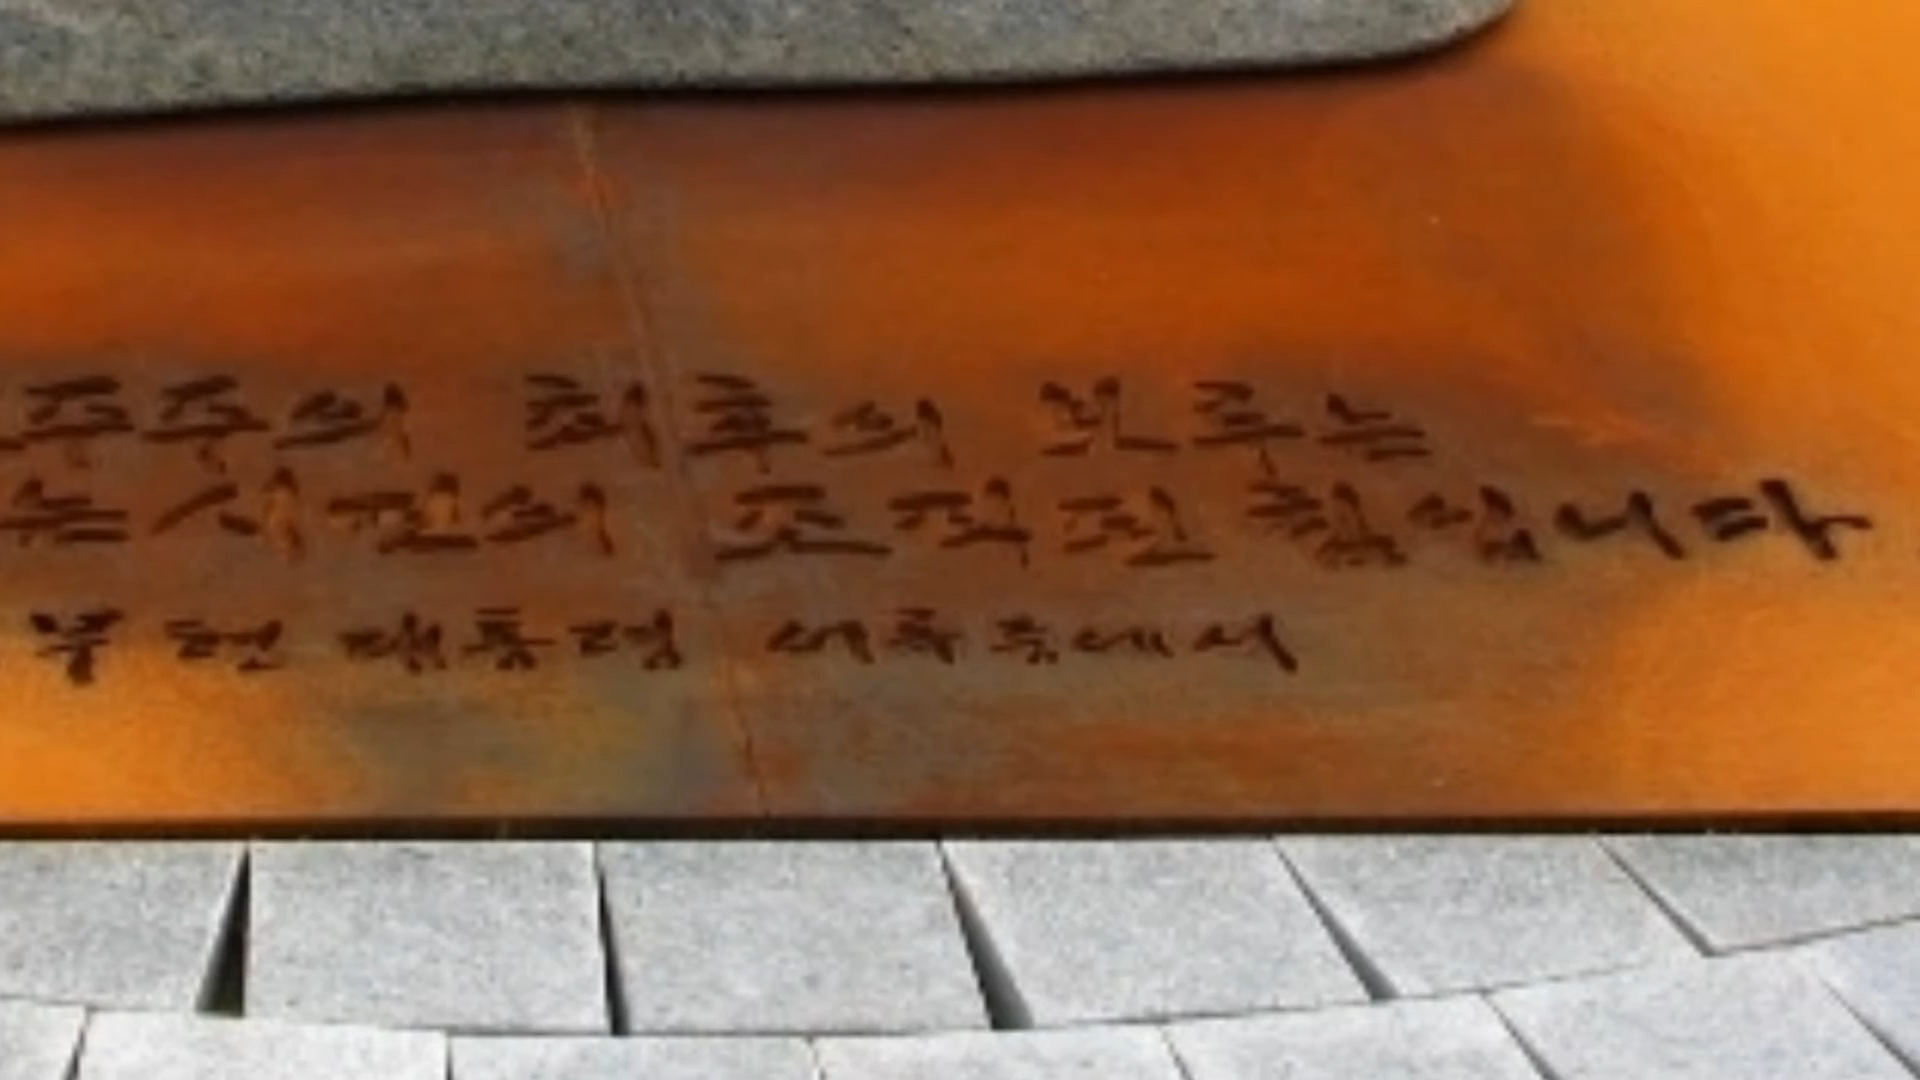 주주의 최후의 보루는
는 시민의 조직된 힘입니다
무현 대통령 어록 중에서